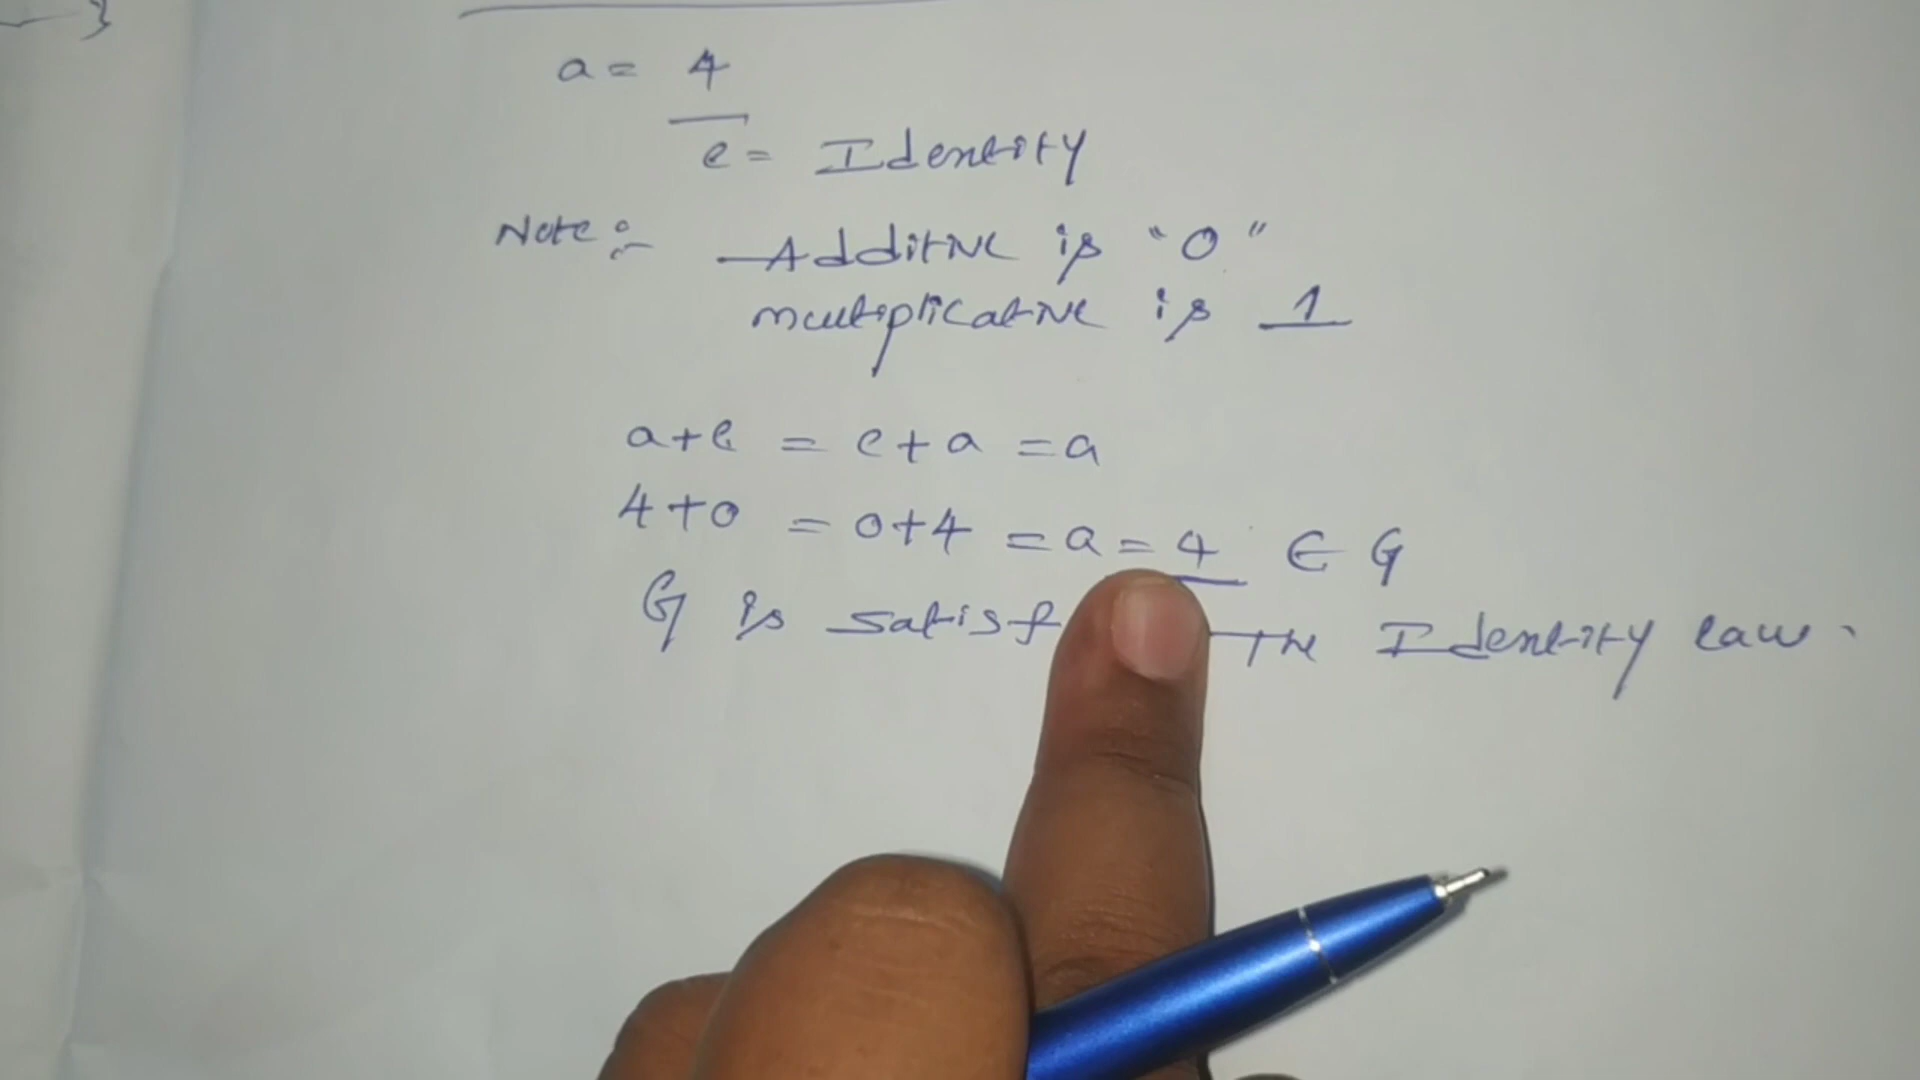 }
a = 4
e = Identity
Note :-
Additive is "0"
multiplicative is 1
a+e = e+a = a
4+0 = 0+4 = a = 4 ∈ G
G is satisf The Identity law.